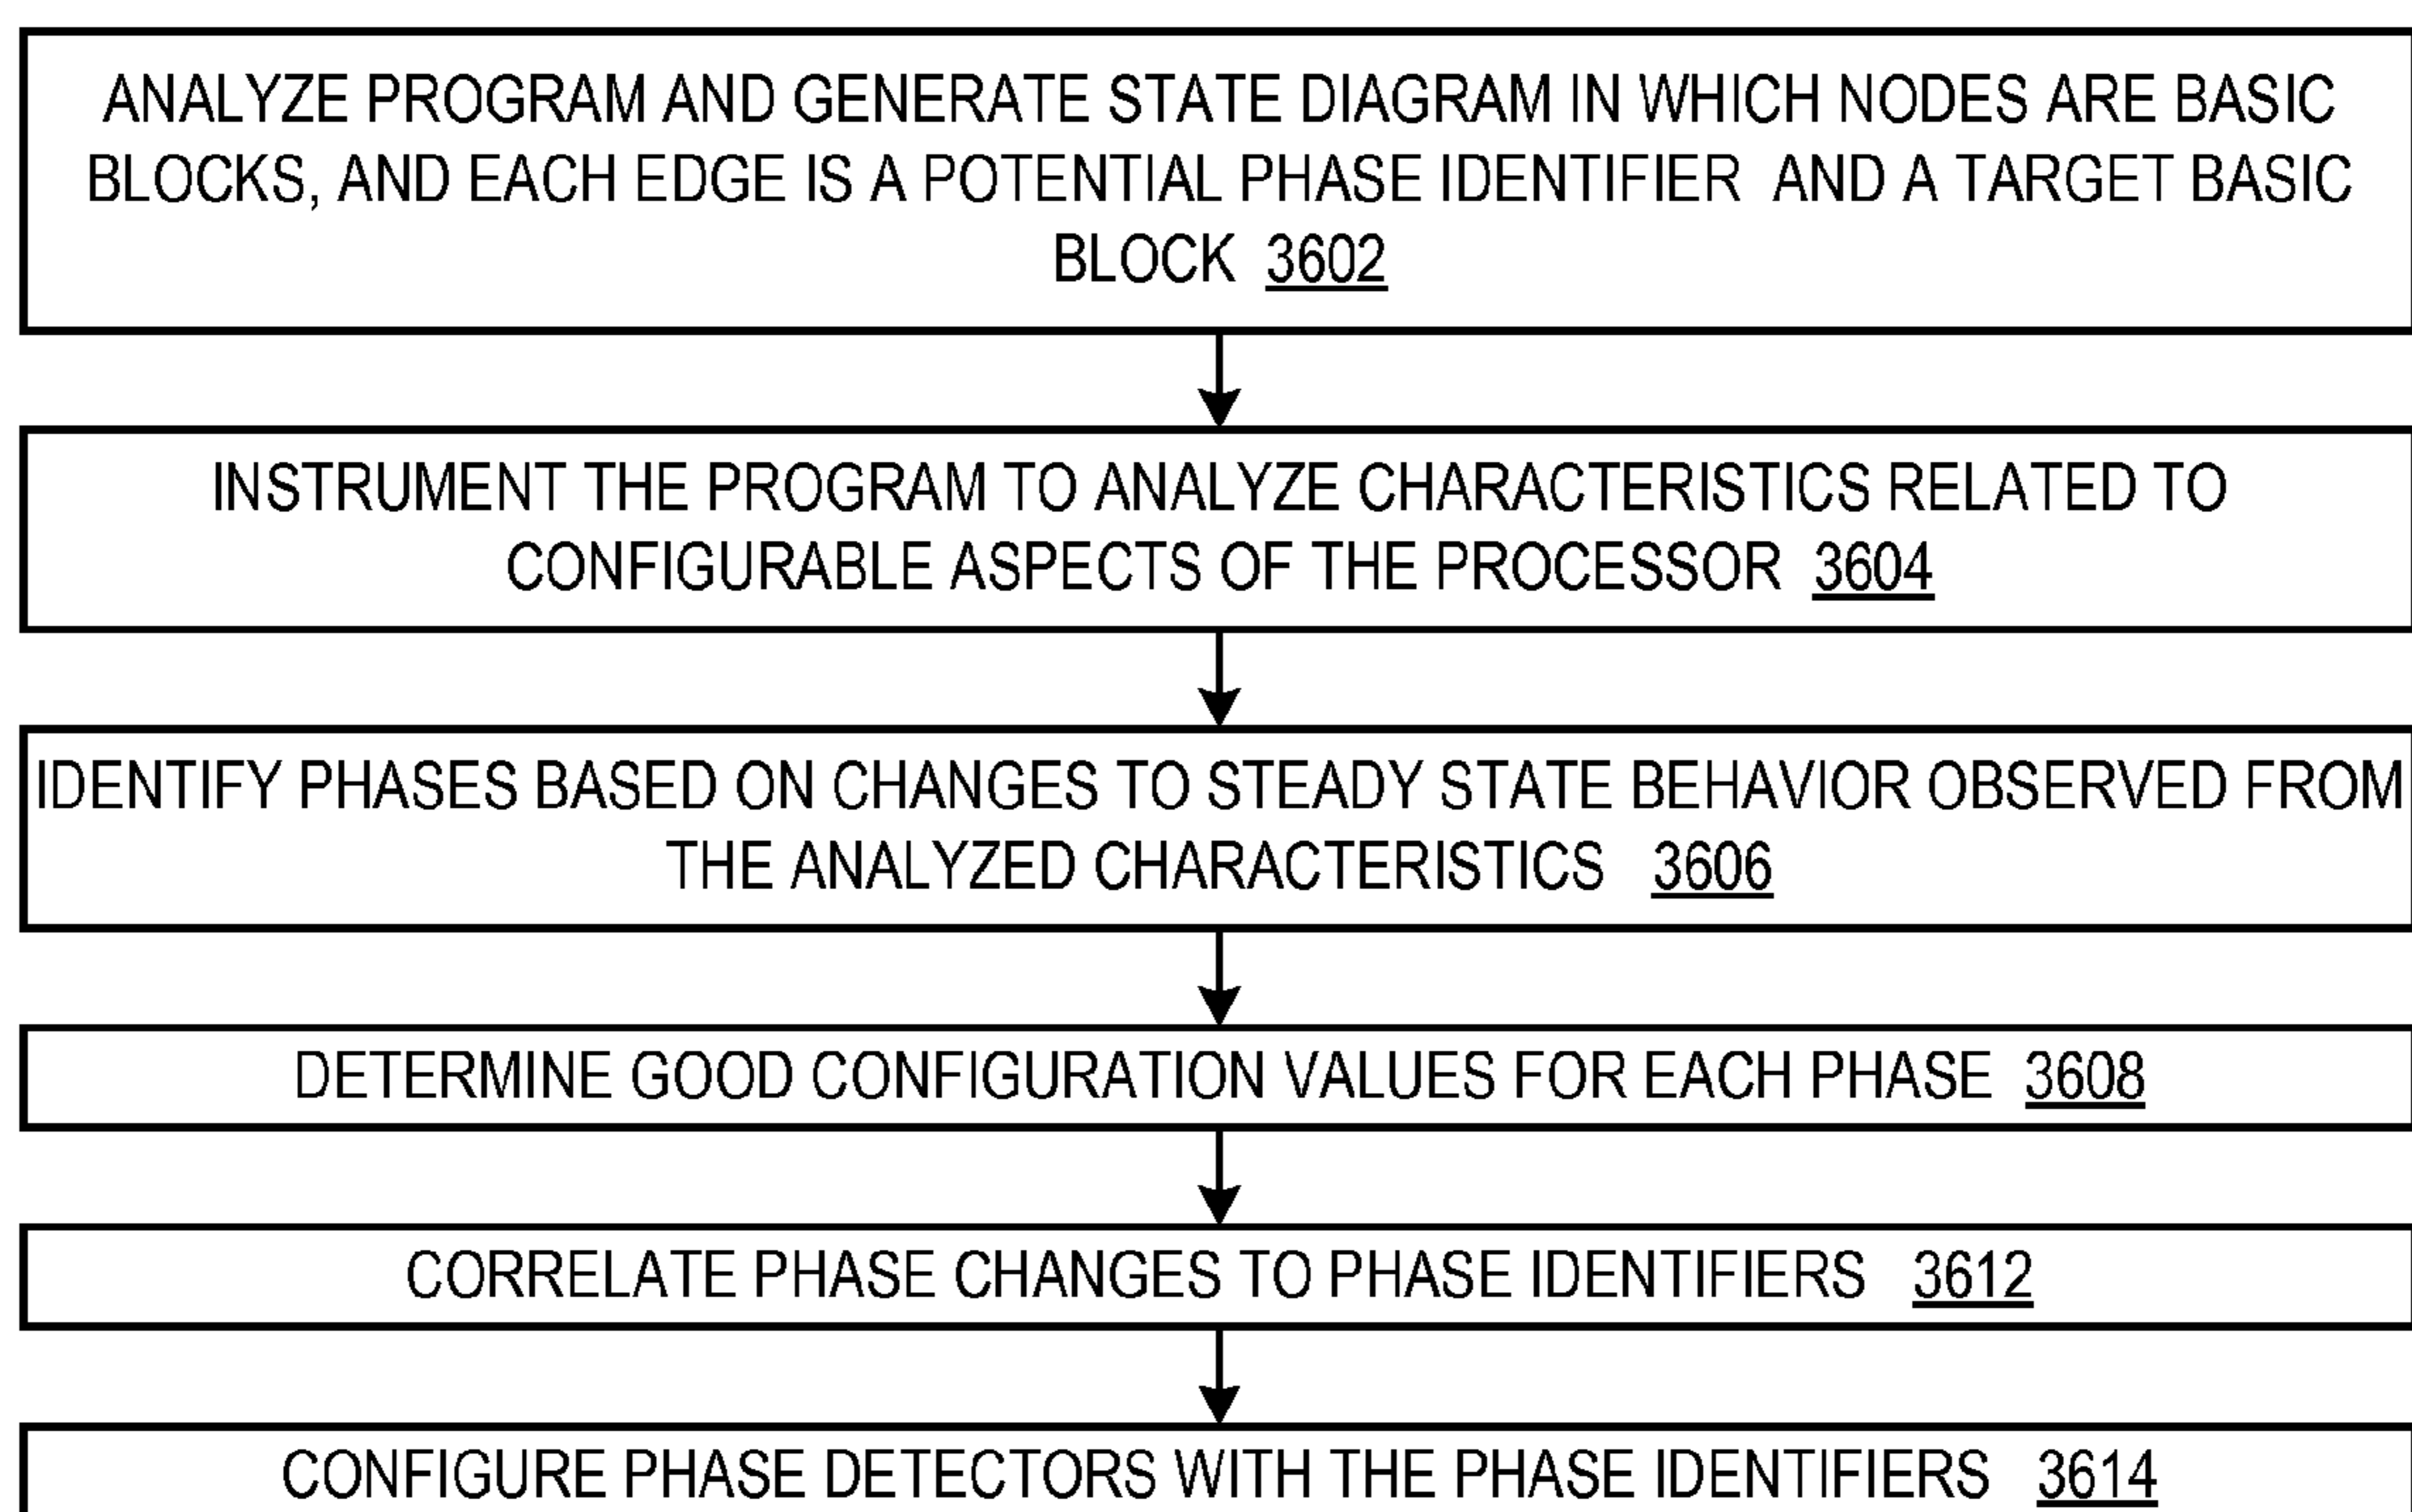 ANALYZE PROGRAM AND GENERATE STATE DIAGRAM IN WHICH NODES ARE BASIC
BLOCKS, AND EACH EDGE IS A POTENTIAL PHASE IDENTIFIER AND A TARGET BASIC
BLOCK 3602
INSTRUMENT THE PROGRAM TO ANALYZE CHARACTERISTICS RELATED TO
CONFIGURABLE ASPECTS OF THE PROCESSOR 3604
IDENTIFY PHASES BASED ON CHANGES TO STEADY STATE BEHAVIOR OBSERVED FROM
THE ANALYZED CHARACTERISTICS 3606
DETERMINE GOOD CONFIGURATION VALUES FOR EACH PHASE 3608
CORRELATE PHASE CHANGES TO PHASE IDENTIFIERS 3612
CONFIGURE PHASE DETECTORS WITH THE PHASE IDENTIFIERS 3614